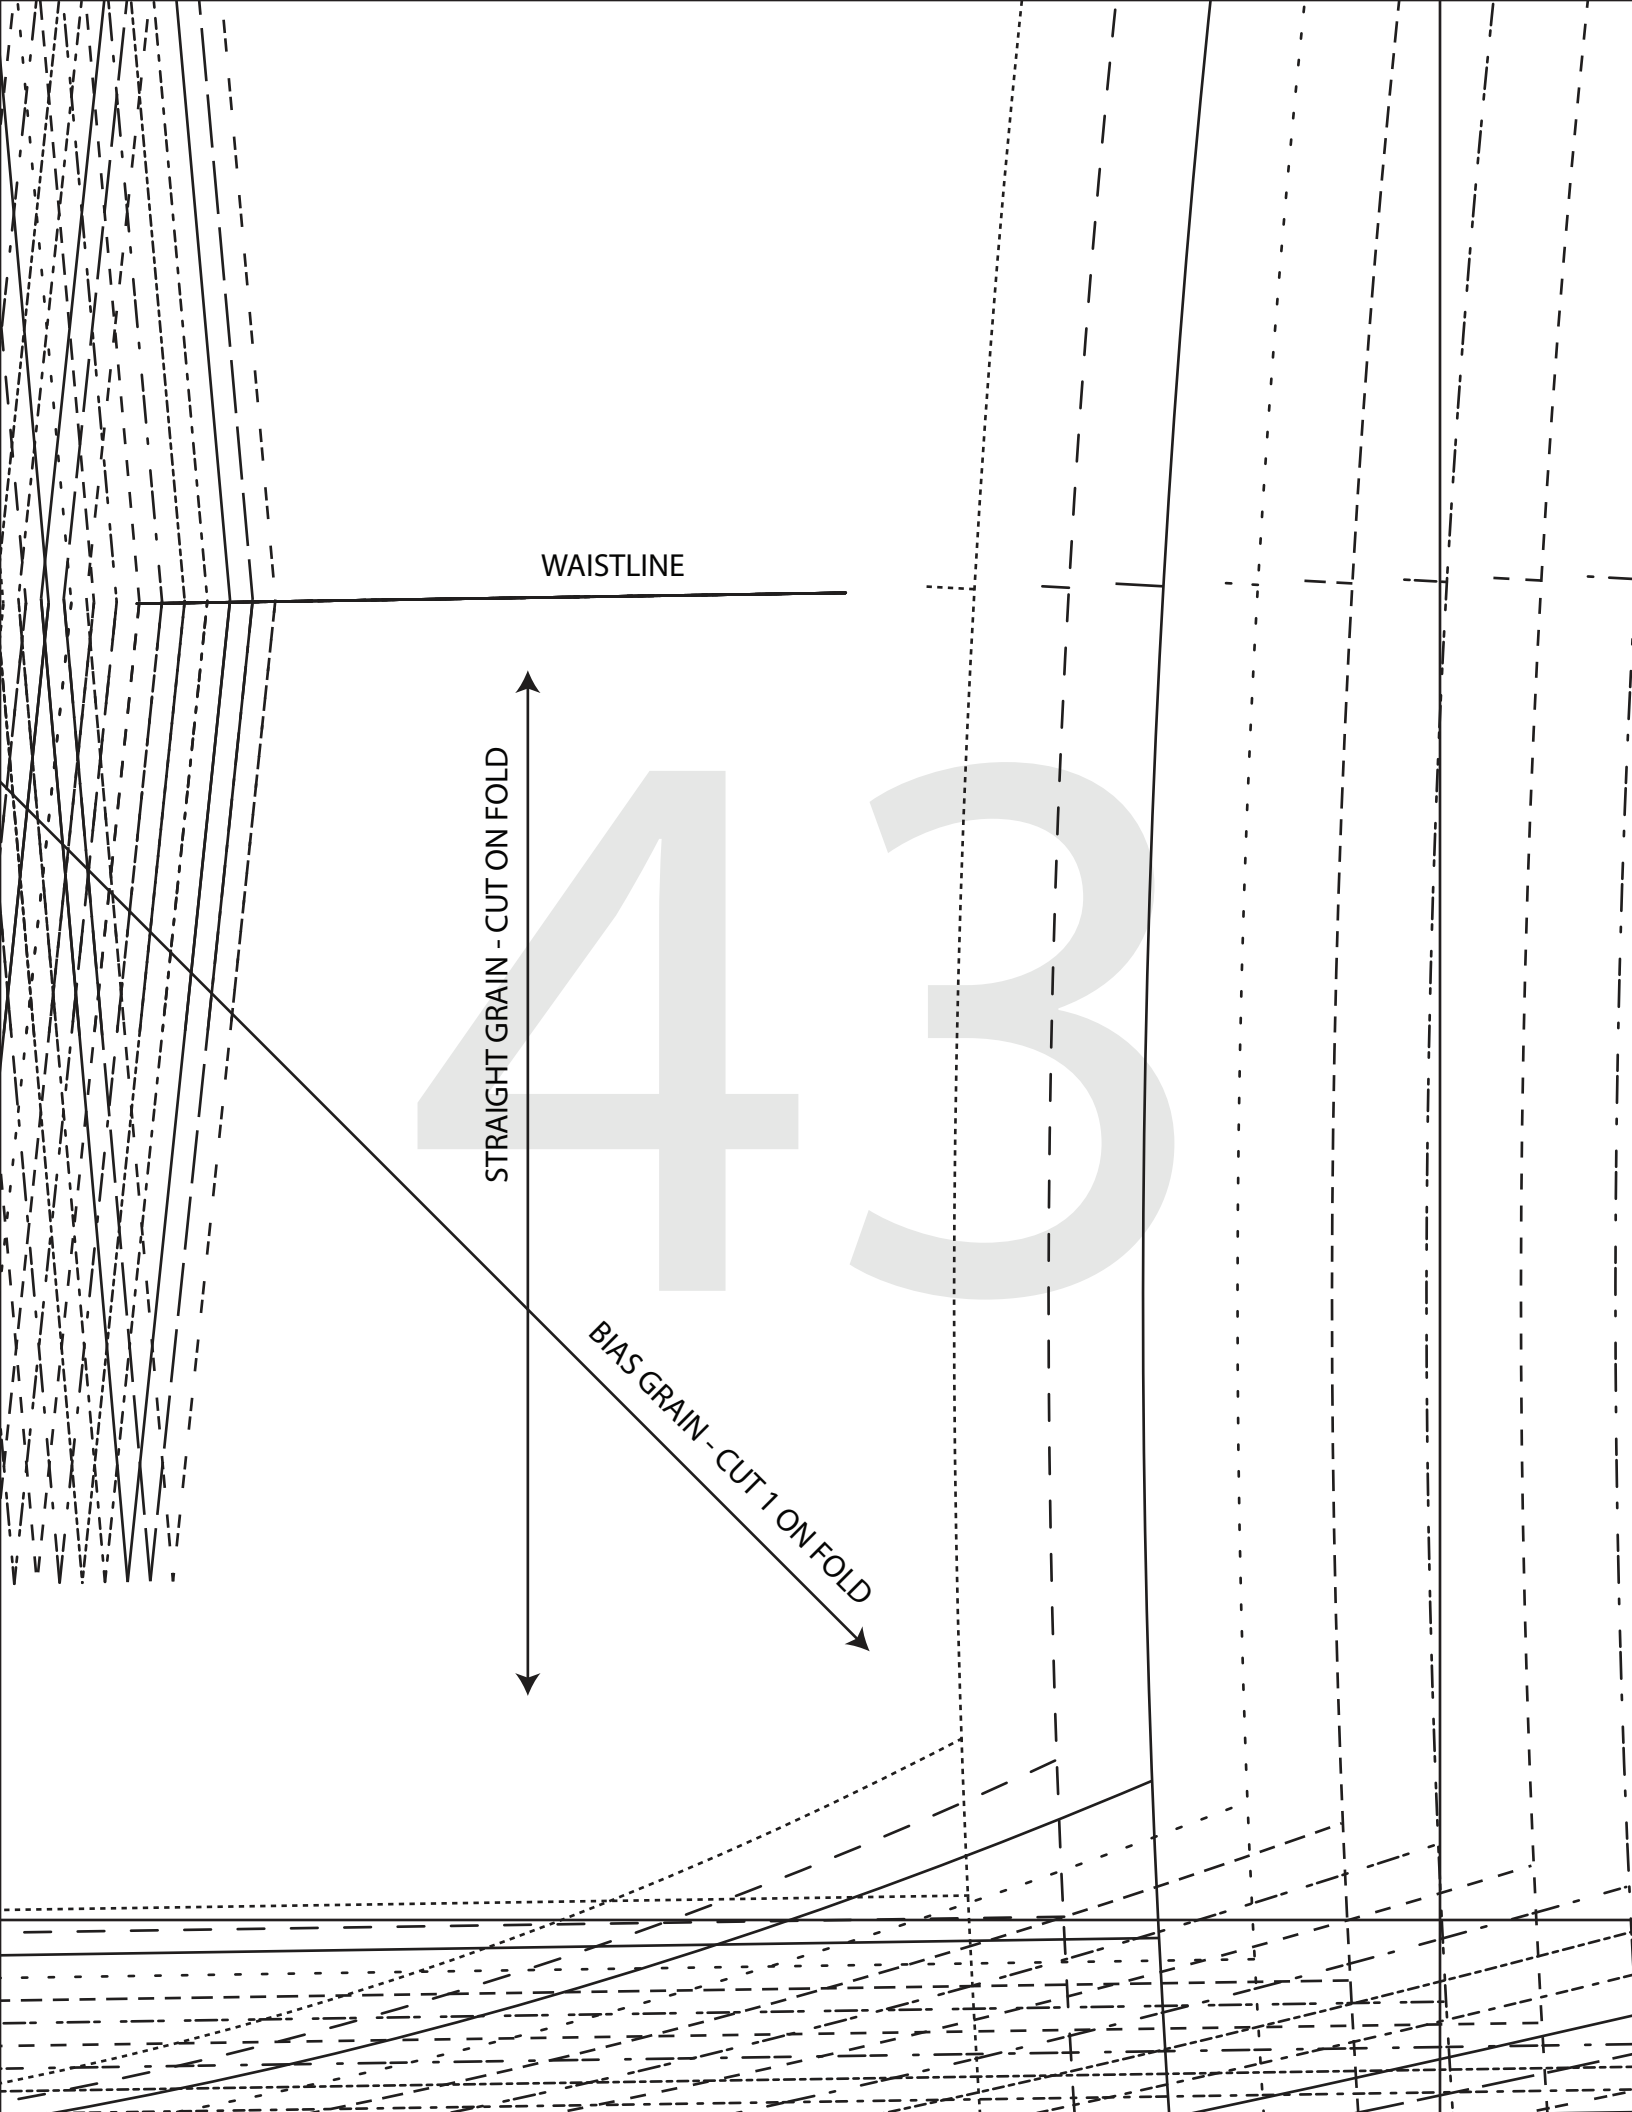 WAISTLINE
STRAIGHT GRAIN - CUT ON FOLD
43
BIAS GRAIN - CUT 1 ON FOLD